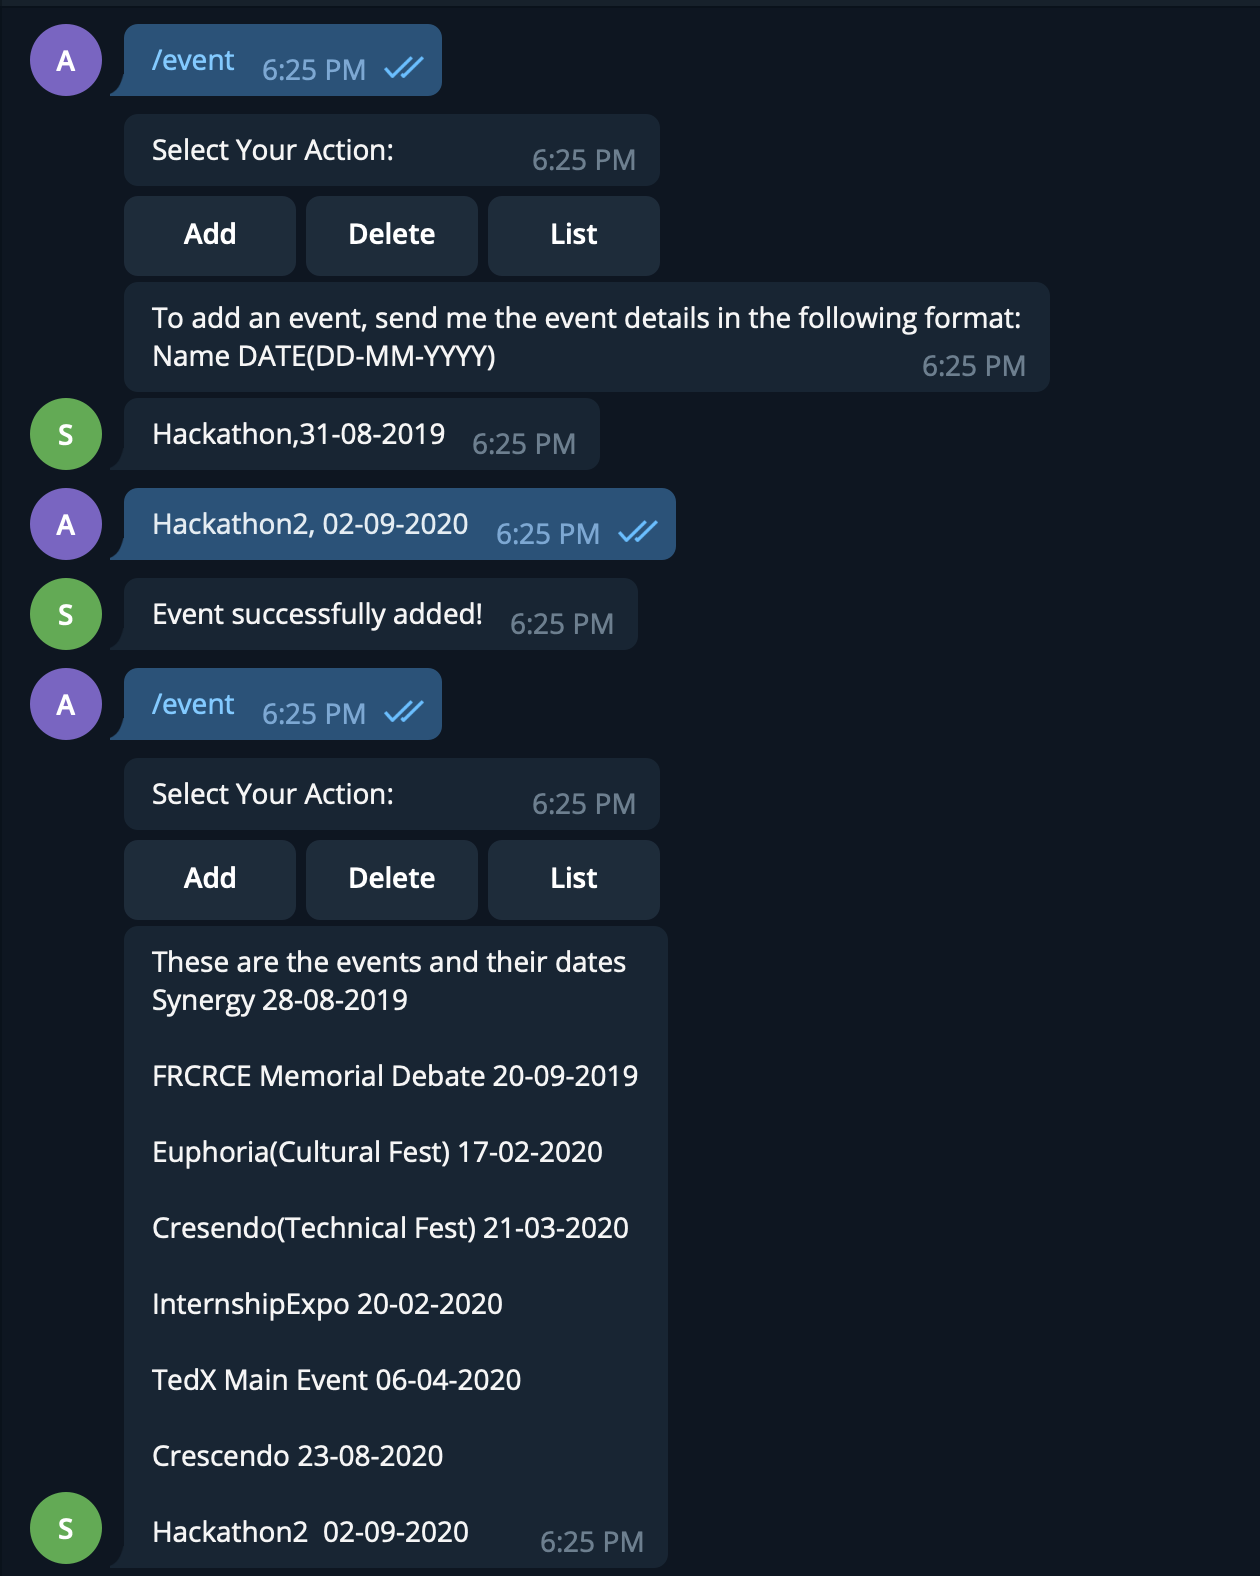 A
/event 6:25 PM
Select Your Action: 6:25 PM
Add Delete List
To add an event, send me the event details in the following format:
Name DATE(DD-MM-YYYY) 6:25 PM
S
Hackathon,31-08-2019 6:25 PM
A
Hackathon2, 02-09-2020 6:25 PM
S
Event successfully added! 6:25 PM
A
/event 6:25 PM
Select Your Action: 6:25 PM
Add Delete List
These are the events and their dates
Synergy 28-08-2019
FRCRCE Memorial Debate 20-09-2019
Euphoria(Cultural Fest) 17-02-2020
Cresendo(Technical Fest) 21-03-2020
InternshipExpo 20-02-2020
TedX Main Event 06-04-2020
Crescendo 23-08-2020
S
Hackathon2  02-09-2020 6:25 PM